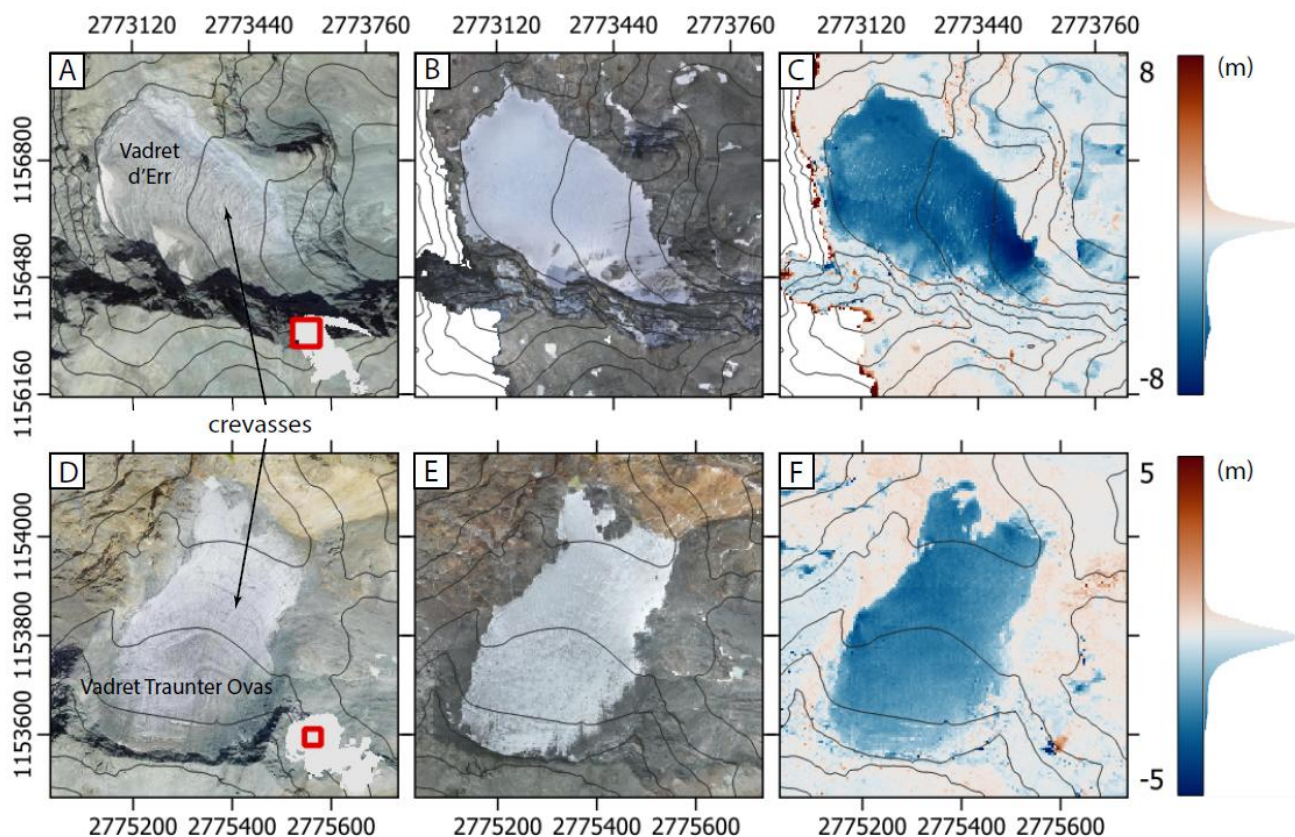 2773120 2773440 2773760 2773120 2773440 2773760 2773120 2773440 2773760
A B C 8 (m)
Vadret
d'Err
1156800
1156480
1156160
-8
crevasses
D E F 5 (m)
1154000
1153800
Vadret Traunter Ovas
1153600
-5
2775200 2775400 2775600 2775200 2775400 2775600 2775200 2775400 2775600